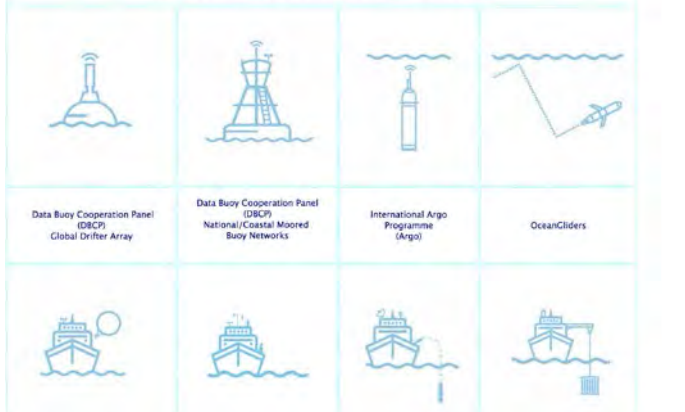 Data Buoy Cooperation Panel
(DBCP)
Global Drifter Array
Data Buoy Cooperation Panel
(DBCP)
National/Coastal Moored
Buoy Networks
International Argo
Programme
(Argo)
OceanGliders